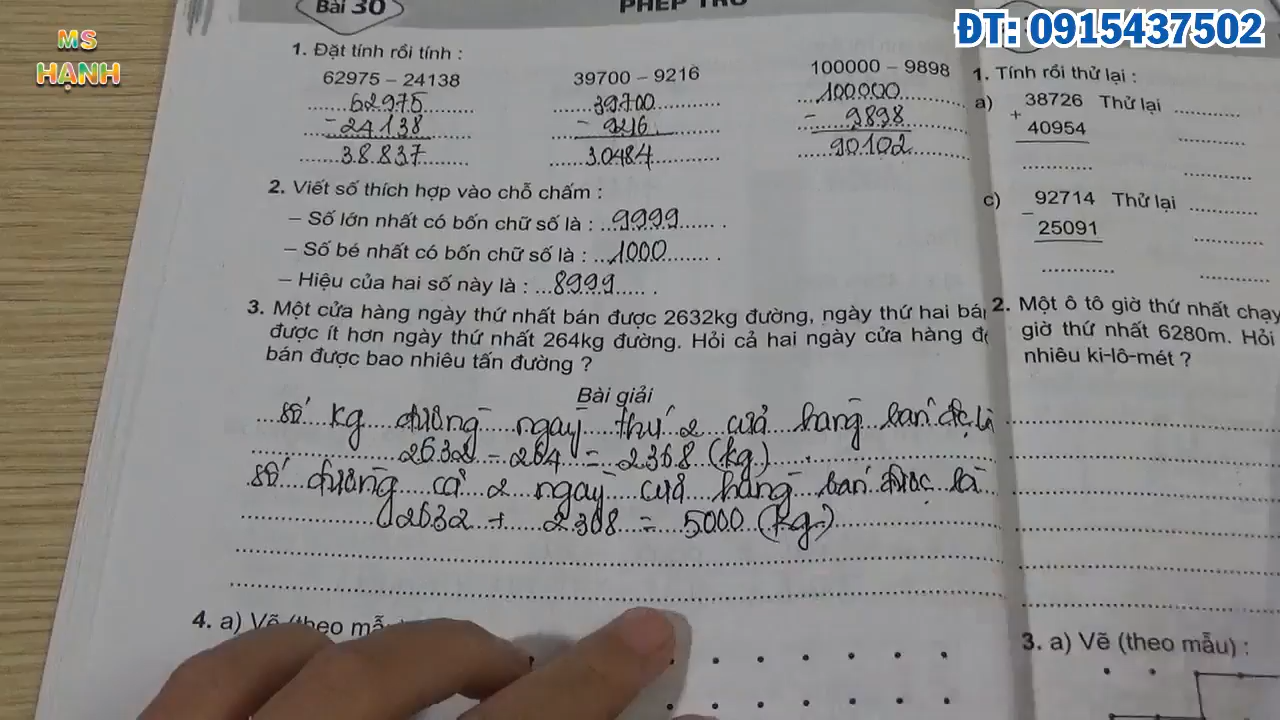 MS
HẠNH
ĐT: 0915437502
Bài 30
PHÉP TRỪ
1. Đặt tính rồi tính :
62975 – 24138
39700 – 9216
100000 – 9898
62975
39700
100000
– 24138
– 9216
– 9898
38837
30484
90102
2. Viết số thích hợp vào chỗ chấm :
– Số lớn nhất có bốn chữ số là : 9999 .
– Số bé nhất có bốn chữ số là : 1000 .
– Hiệu của hai số này là : 8999 .
3. Một cửa hàng ngày thứ nhất bán được 2632kg đường, ngày thứ hai bá
được ít hơn ngày thứ nhất 264kg đường. Hỏi cả hai ngày cửa hàng đ
bán được bao nhiêu tấn đường ?
Bài giải
số kg đường ngày thứ 2 cửa hàng bán đc là
2632 – 264 = 2368 (kg)
số đường cả 2 ngày cửa hàng bán được là
2632 + 2368 = 5000 (kg)
4. a) Vẽ (theo mẫ
1. Tính rồi thử lại :
a) 38726 Thử lại
+
40954
c) 92714 Thử lại
–
25091
2. Một ô tô giờ thứ nhất chạy
giờ thứ nhất 6280m. Hỏi
nhiêu ki-lô-mét ?
3. a) Vẽ (theo mẫu) :